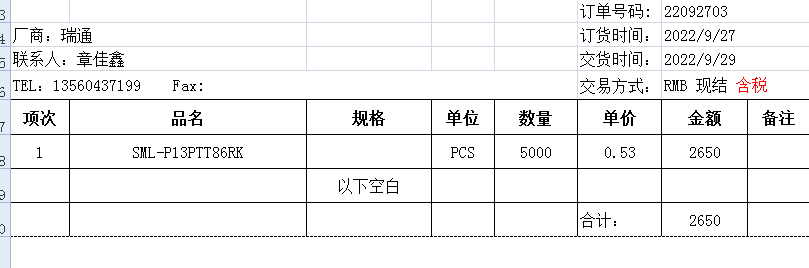 订单号码: 22092703
厂商: 瑞通 订货时间: 2022/9/27
联系人: 章佳鑫 交货时间: 2022/9/29
TEL: 13560437199 Fax: 交易方式: RMB 现结 含税
项次 品名 规格 单位 数量 单价 金额 备注
1 SML-P13PTT86RK PCS 5000 0.53 2650
以下空白
合计: 2650